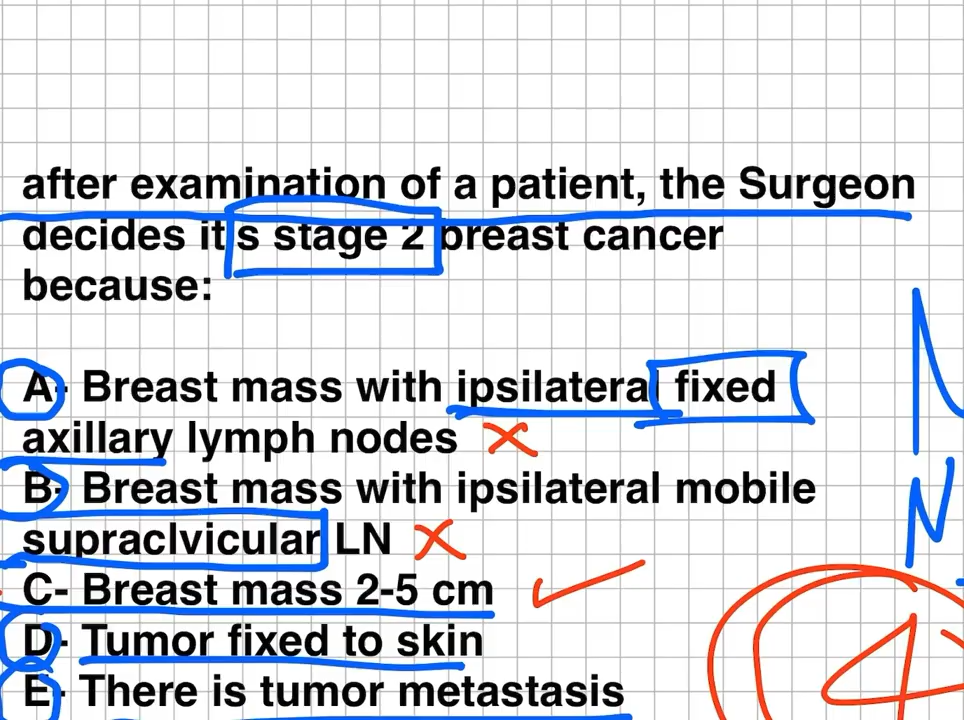 after examination of a patient, the Surgeon
decides it s stage 2 breast cancer
because:
A- Breast mass with ipsilateral fixed
axillary lymph nodes
B- Breast mass with ipsilateral mobile
supraclvicular LN
C- Breast mass 2-5 cm
D- Tumor fixed to skin
E- There is tumor metastasis
N
4